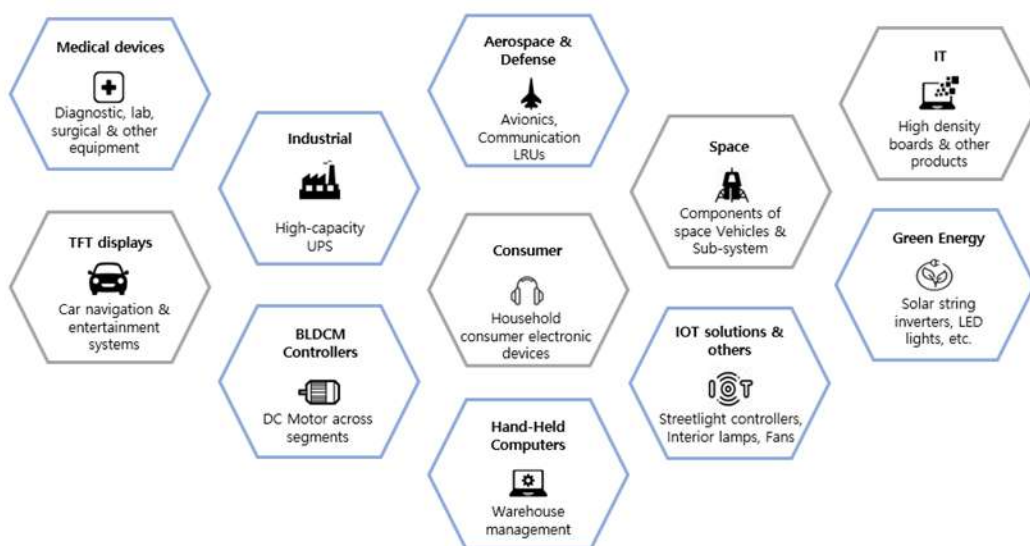 Medical devices
Diagnostic, lab,
surgical & other
equipment
Industrial
High-capacity
UPS
Aerospace &
Defense
Avionics,
Communication
LRUs
Space
Components of
space Vehicles &
Sub-system
IT
High density
boards & other
products
TFT displays
Car navigation &
entertainment
systems
BLDCM
Controllers
DC Motor across
segments
Consumer
Household
consumer electronic
devices
Hand-Held
Computers
Warehouse
management
IOT solutions &
others
IOT
Streetlight controllers,
Interior lamps, Fans
Green Energy
Solar string
inverters, LED
lights, etc.